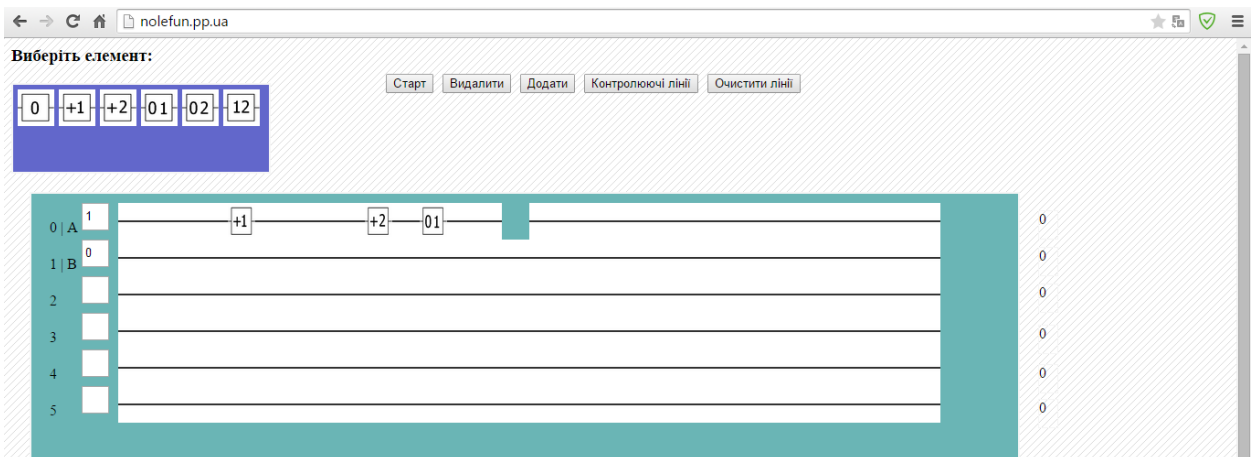 nolefun.pp.ua
Виберіть елемент:
Старт Видалити Додати Контролюючі лінії Очистити лінії
0 +1 +2 01 02 12
0 | A 1 +1 +2 01 0
1 | B 0 0
2 0
3 0
4 0
5 0